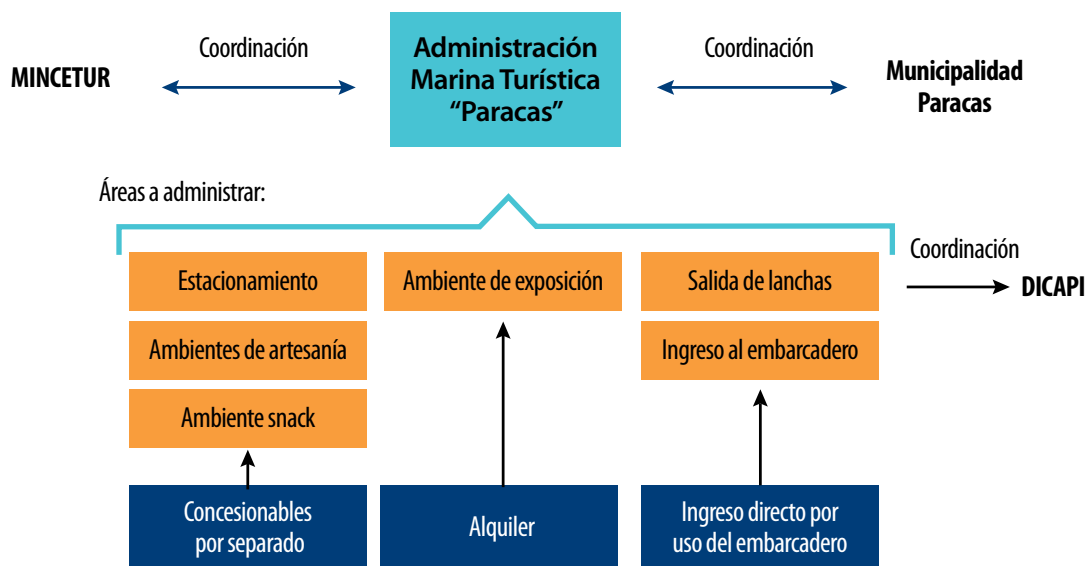 MINCETUR
Coordinación
Administración
Marina Turística
“Paracas”
Coordinación
Municipalidad
Paracas
Áreas a administrar:
Estacionamiento
Ambientes de artesanía
Ambiente snack
Ambiente de exposición
Salida de lanchas
Ingreso al embarcadero
Coordinación
DICAPI
Concesionables
por separado
Alquiler
Ingreso directo por
uso del embarcadero